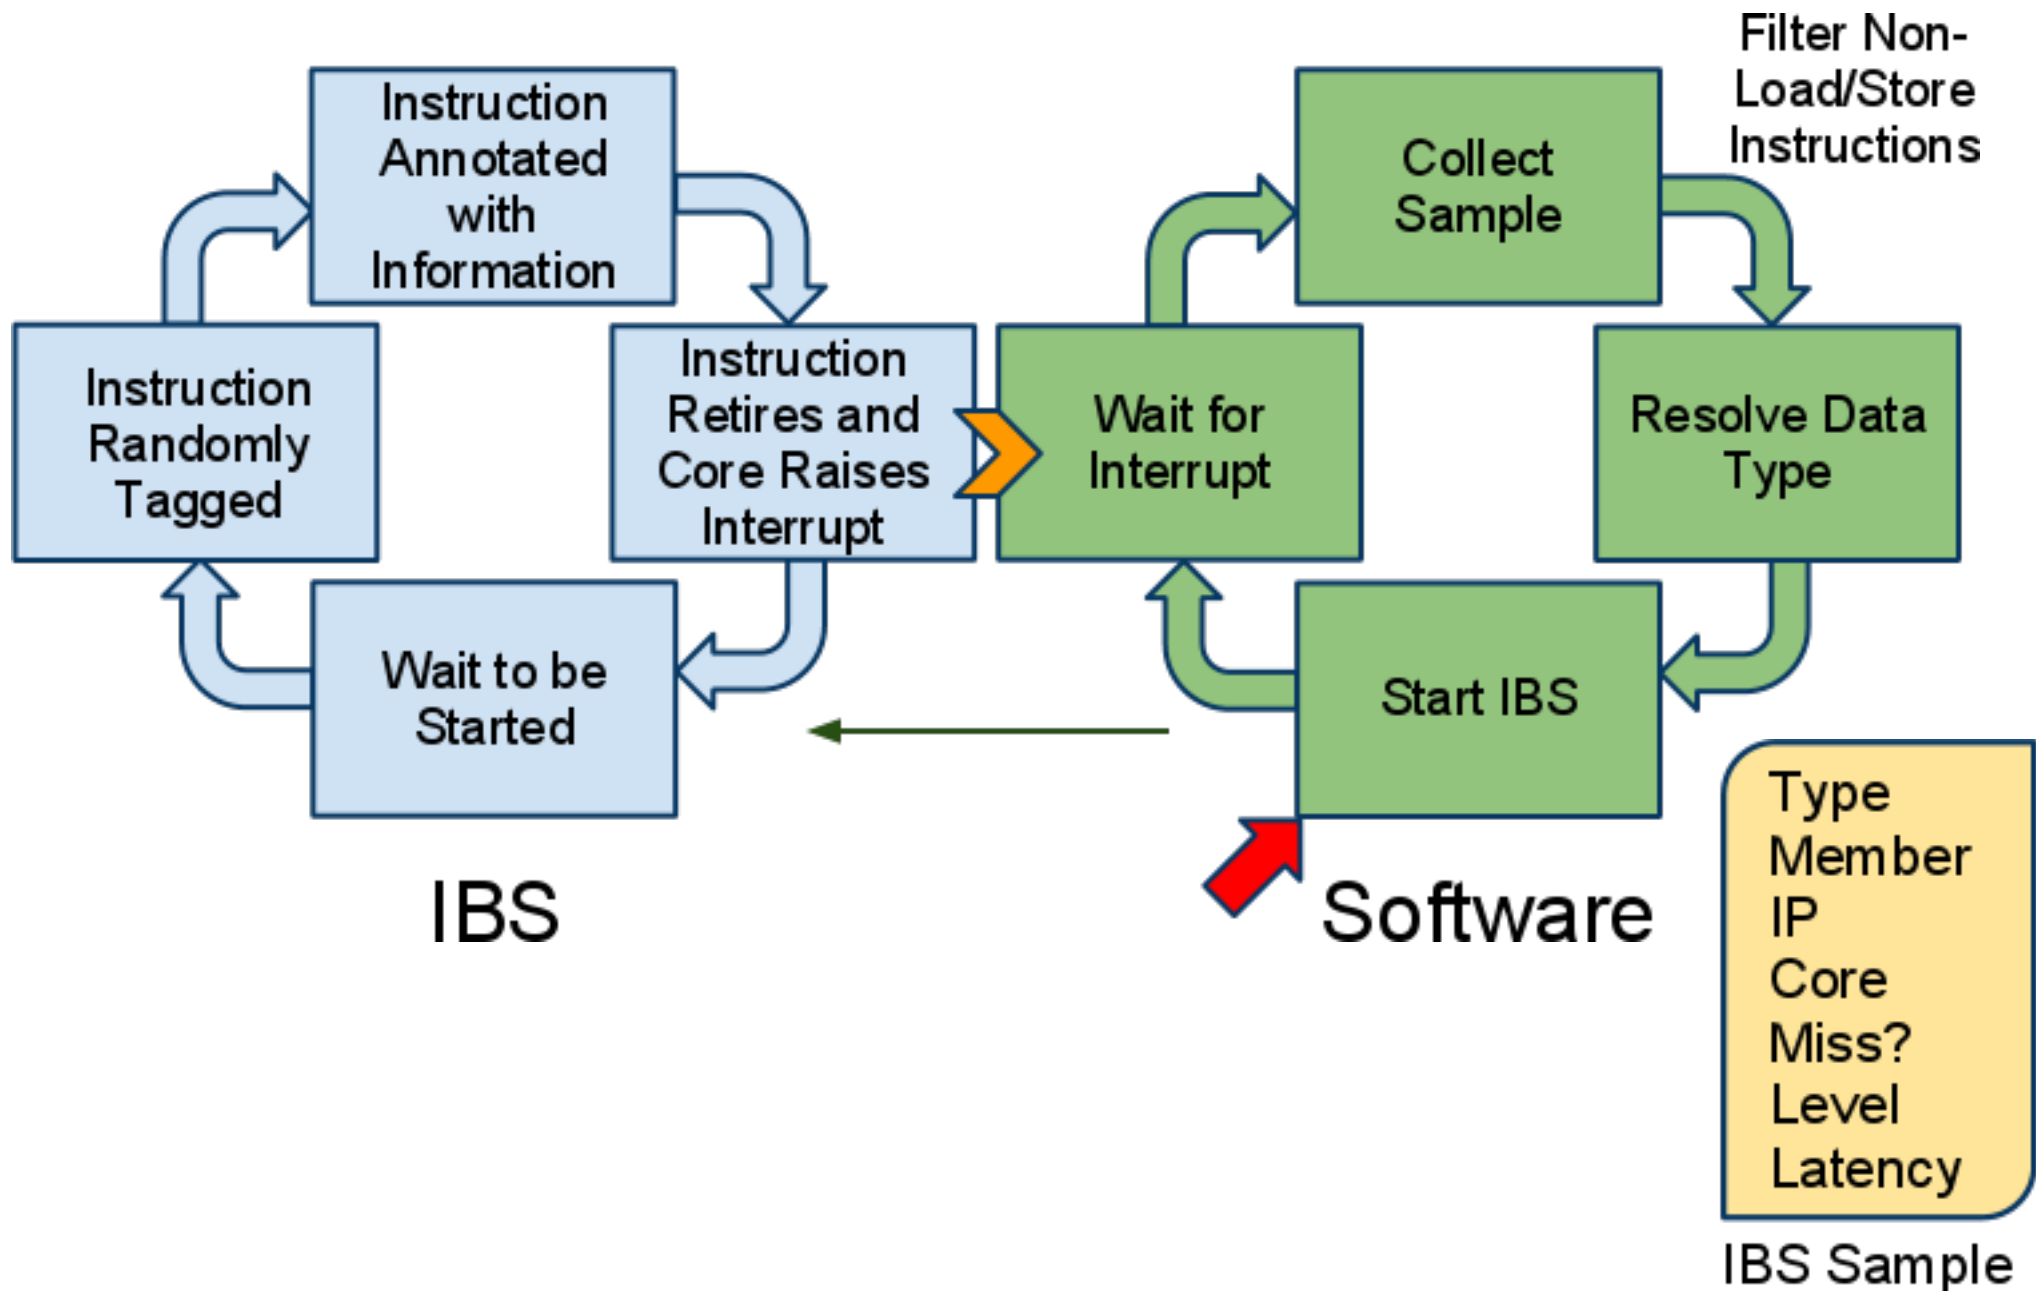 Filter Non-
Load/Store
Instructions
Instruction
Annotated
with
Information
Collect
Sample
Instruction
Randomly
Tagged
Instruction
Retires and
Core Raises
Interrupt
Wait for
Interrupt
Resolve Data
Type
Wait to be
Started
Start IBS
IBS
Software
Type
Member
IP
Core
Miss?
Level
Latency
IBS Sample